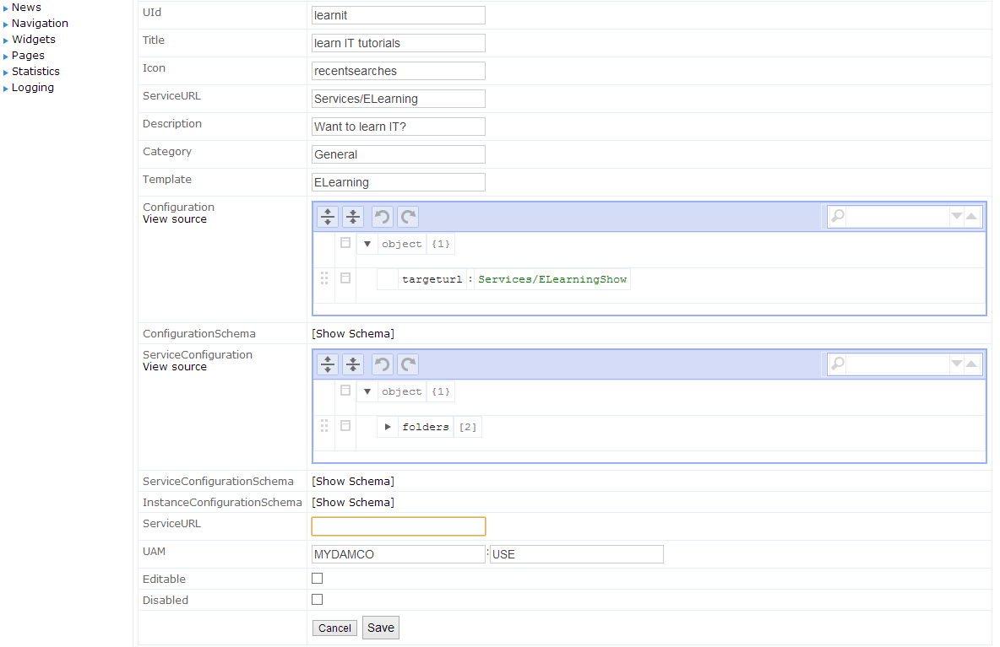 News
Navigation
Widgets
Pages
Statistics
Logging
UId learnit
Title learn IT tutorials
Icon recentsearches
ServiceURL Services/ELearning
Description Want to learn IT?
Category General
Template ELearning
Configuration
View source
object {1}
targeturl : Services/ELearningShow
ConfigurationSchema [Show Schema]
ServiceConfiguration
View source
object {1}
folders [2]
ServiceConfigurationSchema [Show Schema]
InstanceConfigurationSchema [Show Schema]
ServiceURL
UAM MYDAMCO : USE
Editable
Disabled
Cancel Save